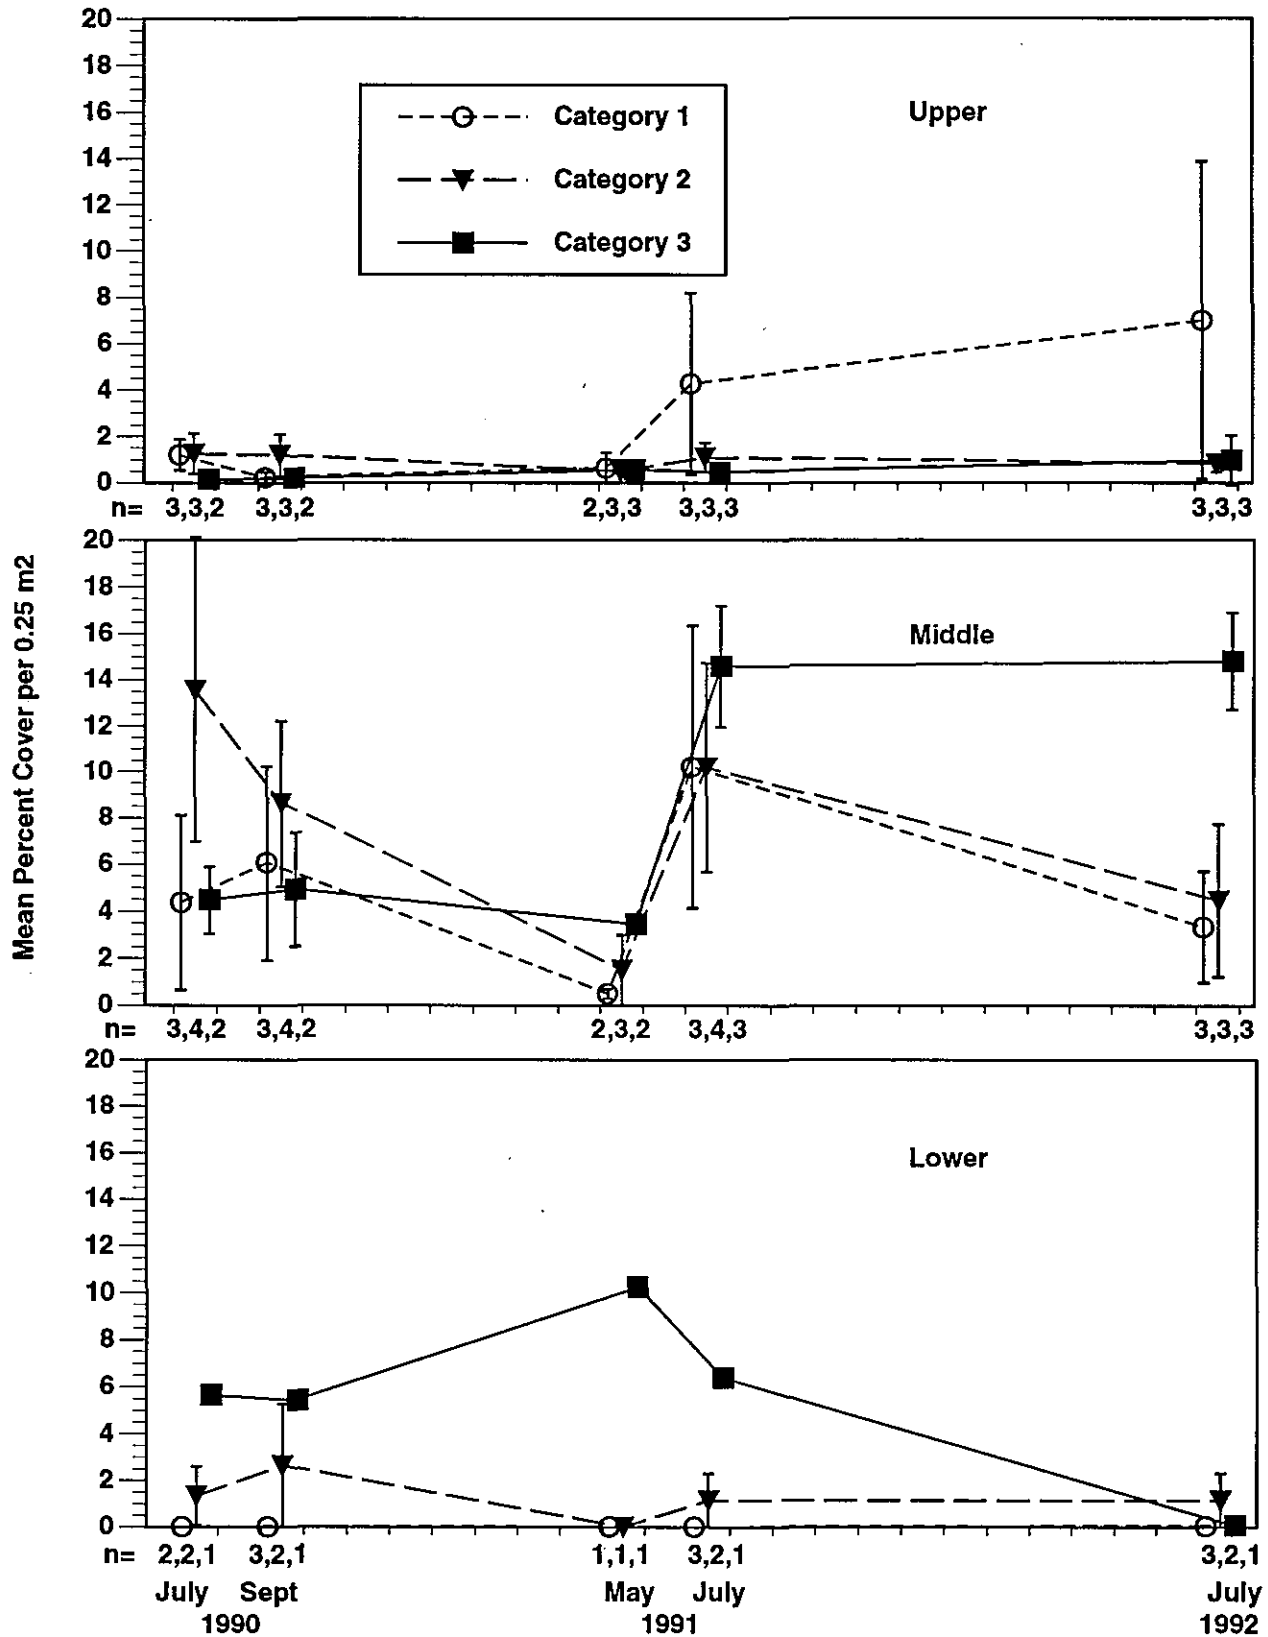 20
18
16
14
12
10
8
6
4
2
0
Category 1
Category 2
Category 3
Upper
n= 3,3,2 3,3,2 2,3,3 3,3,3 3,3,3
Mean Percent Cover per 0.25 m2
20
18
16
14
12
10
8
6
4
2
0
Middle
n= 3,4,2 3,4,2 2,3,2 3,4,3 3,3,3
20
18
16
14
12
10
8
6
4
2
0
Lower
n= 2,2,1 3,2,1 1,1,1 3,2,1 3,2,1
July Sept May July July
1990 1991 1992